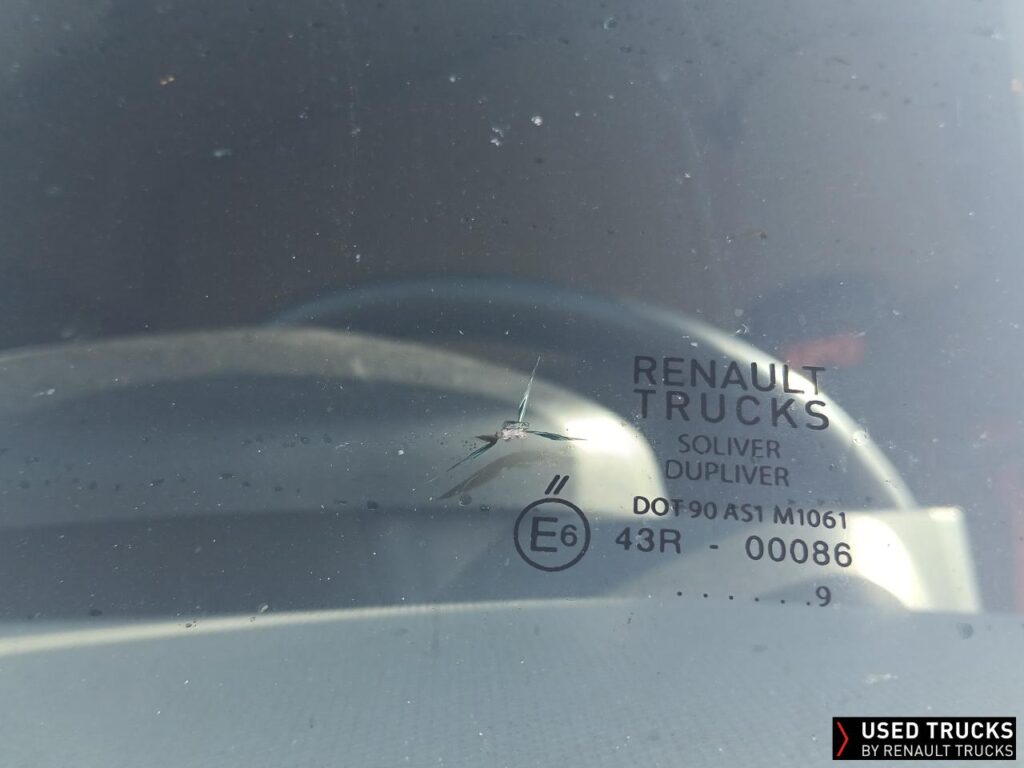 RENAULT
TRUCKS
SOLIVER
DUPLIVER
DOT 90 AS1 M1061
//
E6 43R - 00086
. . . . . . 9
USED TRUCKS
BY RENAULT TRUCKS